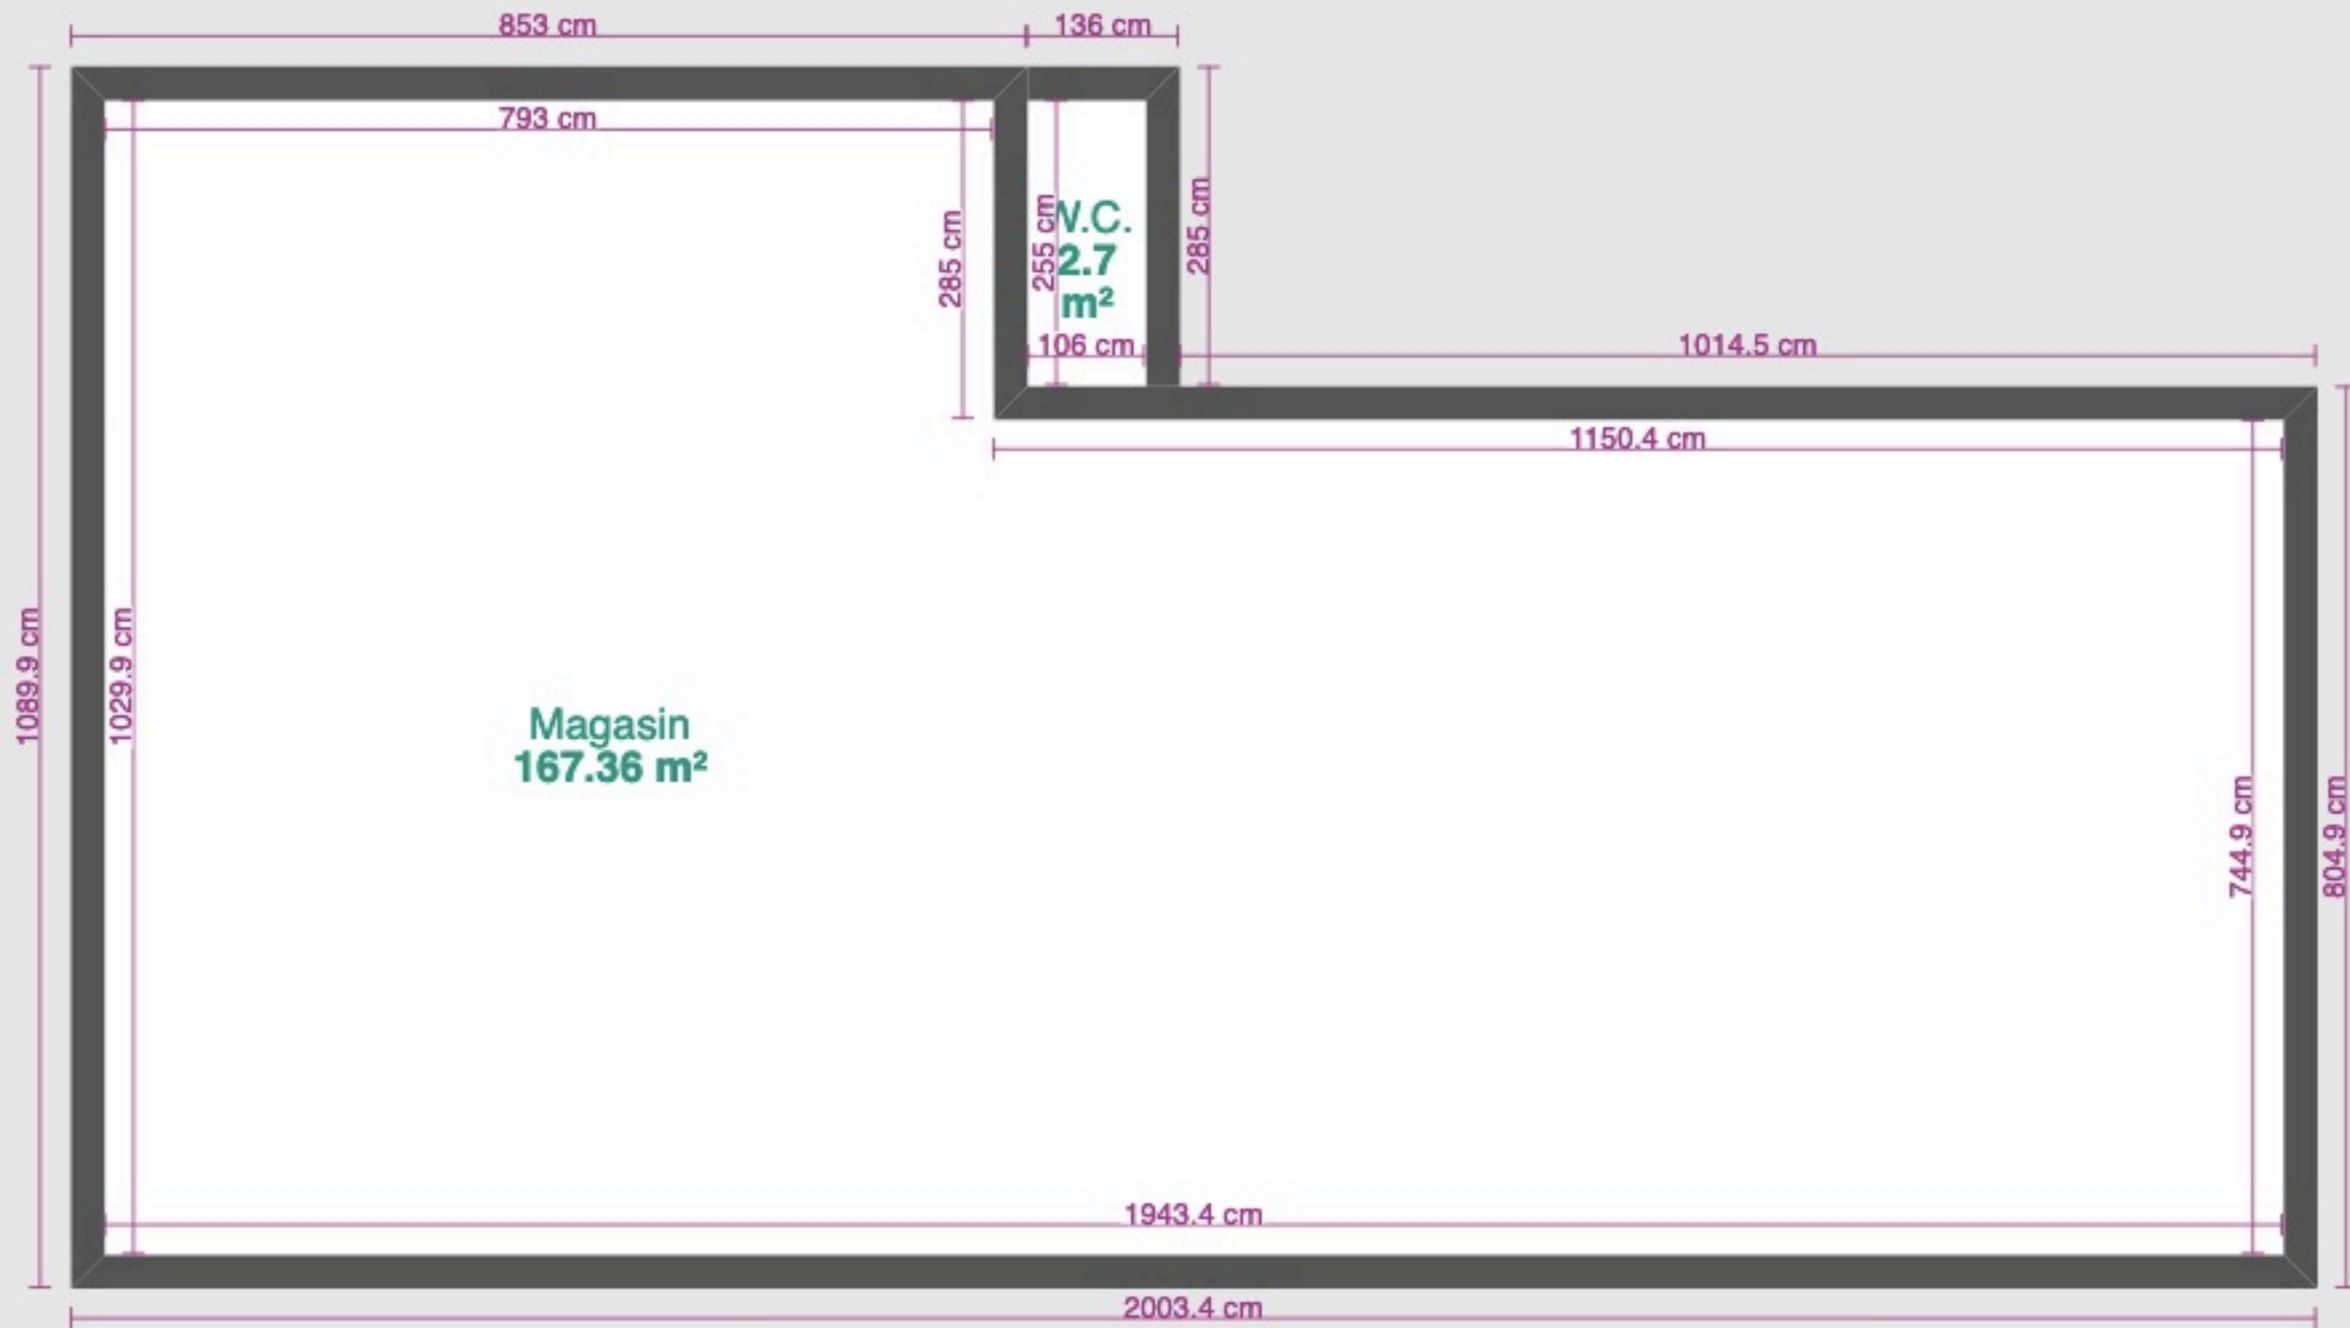 853 cm
136 cm
793 cm
285 cm
255 cm
W.C.
2.7
m²
106 cm
285 cm
1014.5 cm
1150.4 cm
1089.9 cm
1029.9 cm
Magasin
167.36 m²
744.9 cm
804.9 cm
1943.4 cm
2003.4 cm